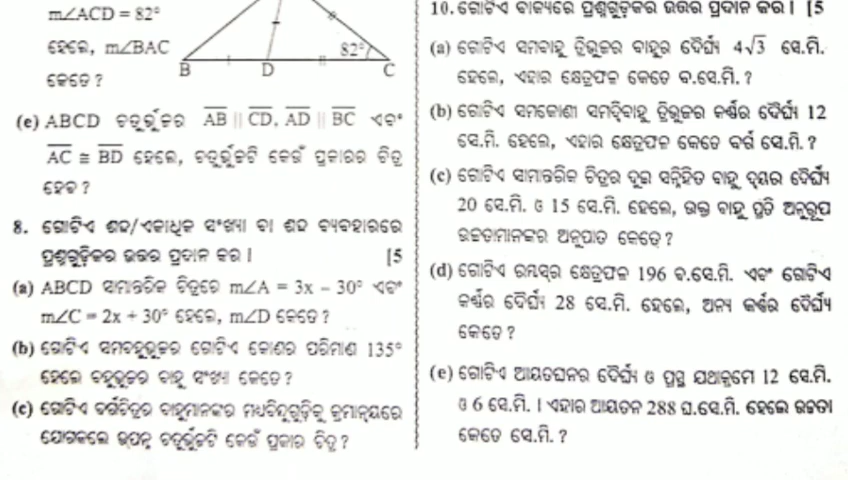 m∠ACD = 82°
ହେଲେ, m∠BAC
କେତେ ?
82°
B D C
(e) ABCD ଚତୁର୍ଭୁଜର AB || CD, AD || BC ଏବଂ
AC ≅ BD ହେଲେ, ଚତୁର୍ଭୁଜଟି କେଉଁ ପ୍ରକାରର ଚିତ୍ର
ହେବ ?
8. ଗୋଟିଏ ଶବ୍ଦ/ଏକାଧିକ ସଂଖ୍ୟା ବା ଶବ୍ଦ ବ୍ୟବହାରରେ
ପ୍ରଶ୍ନଗୁଡ଼ିକର ଉତ୍ତର ପ୍ରଦାନ କର । [5
(a) ABCD ସାମାନ୍ତରିକ ଚିତ୍ରରେ m∠A = 3x – 30° ଏବଂ
m∠C = 2x + 30° ହେଲେ, m∠D କେତେ ?
(b) ଗୋଟିଏ ସମବହୁଭୁଜର ଗୋଟିଏ କୋଣର ପରିମାଣ 135°
ହେଲେ ବହୁଭୁଜର ବାହୁ ସଂଖ୍ୟା କେତେ ?
(c) ଗୋଟିଏ ବର୍ଗଚିତ୍ରର ବାହୁମାନଙ୍କର ମଧ୍ୟବିନ୍ଦୁଗୁଡ଼ିକୁ କ୍ରମାନ୍ୱୟରେ
ଯୋଗକଲେ ଉତ୍ପନ୍ନ ଚତୁର୍ଭୁଜଟି କେଉଁ ପ୍ରକାର ଚିତ୍ର ?
10. ଗୋଟିଏ ବାକ୍ୟରେ ପ୍ରଶ୍ନଗୁଡ଼ିକର ଉତ୍ତର ପ୍ରଦାନ କର । [5
(a) ଗୋଟିଏ ସମବାହୁ ତ୍ରିଭୁଜର ବାହୁର ଦୈର୍ଘ୍ୟ 4√3 ସେ.ମି.
ହେଲେ, ଏହାର କ୍ଷେତ୍ରଫଳ କେତେ ବ.ସେ.ମି. ?
(b) ଗୋଟିଏ ସମକୋଣୀ ସମଦ୍ବିବାହୁ ତ୍ରିଭୁଜର କର୍ଣ୍ଣର ଦୈର୍ଘ୍ୟ 12
ସେ.ମି. ହେଲେ, ଏହାର କ୍ଷେତ୍ରଫଳ କେତେ ବର୍ଗ ସେ.ମି. ?
(c) ଗୋଟିଏ ସାମାନ୍ତରିକ ଚିତ୍ରର ଦୁଇ ସନ୍ନିହିତ ବାହୁ ଦ୍ୱୟର ଦୈର୍ଘ୍ୟ
20 ସେ.ମି. ଓ 15 ସେ.ମି. ହେଲେ, ଉକ୍ତ ବାହୁ ପ୍ରତି ଅନୁରୂପ
ଉଚ୍ଚତାମାନଙ୍କର ଅନୁପାତ କେତେ ?
(d) ଗୋଟିଏ ରମ୍ବସ୍‌ର କ୍ଷେତ୍ରଫଳ 196 ବ.ସେ.ମି. ଏବଂ ଗୋଟିଏ
କର୍ଣ୍ଣର ଦୈର୍ଘ୍ୟ 28 ସେ.ମି. ହେଲେ, ଅନ୍ୟ କର୍ଣ୍ଣର ଦୈର୍ଘ୍ୟ
କେତେ ?
(e) ଗୋଟିଏ ଆୟତଘନର ଦୈର୍ଘ୍ୟ ଓ ପ୍ରସ୍ଥ ଯଥାକ୍ରମେ 12 ସେ.ମି.
ଓ 6 ସେ.ମି. । ଏହାର ଆୟତନ 288 ଘ.ସେ.ମି. ହେଲେ ଉଚ୍ଚତା
କେତେ ସେ.ମି. ?